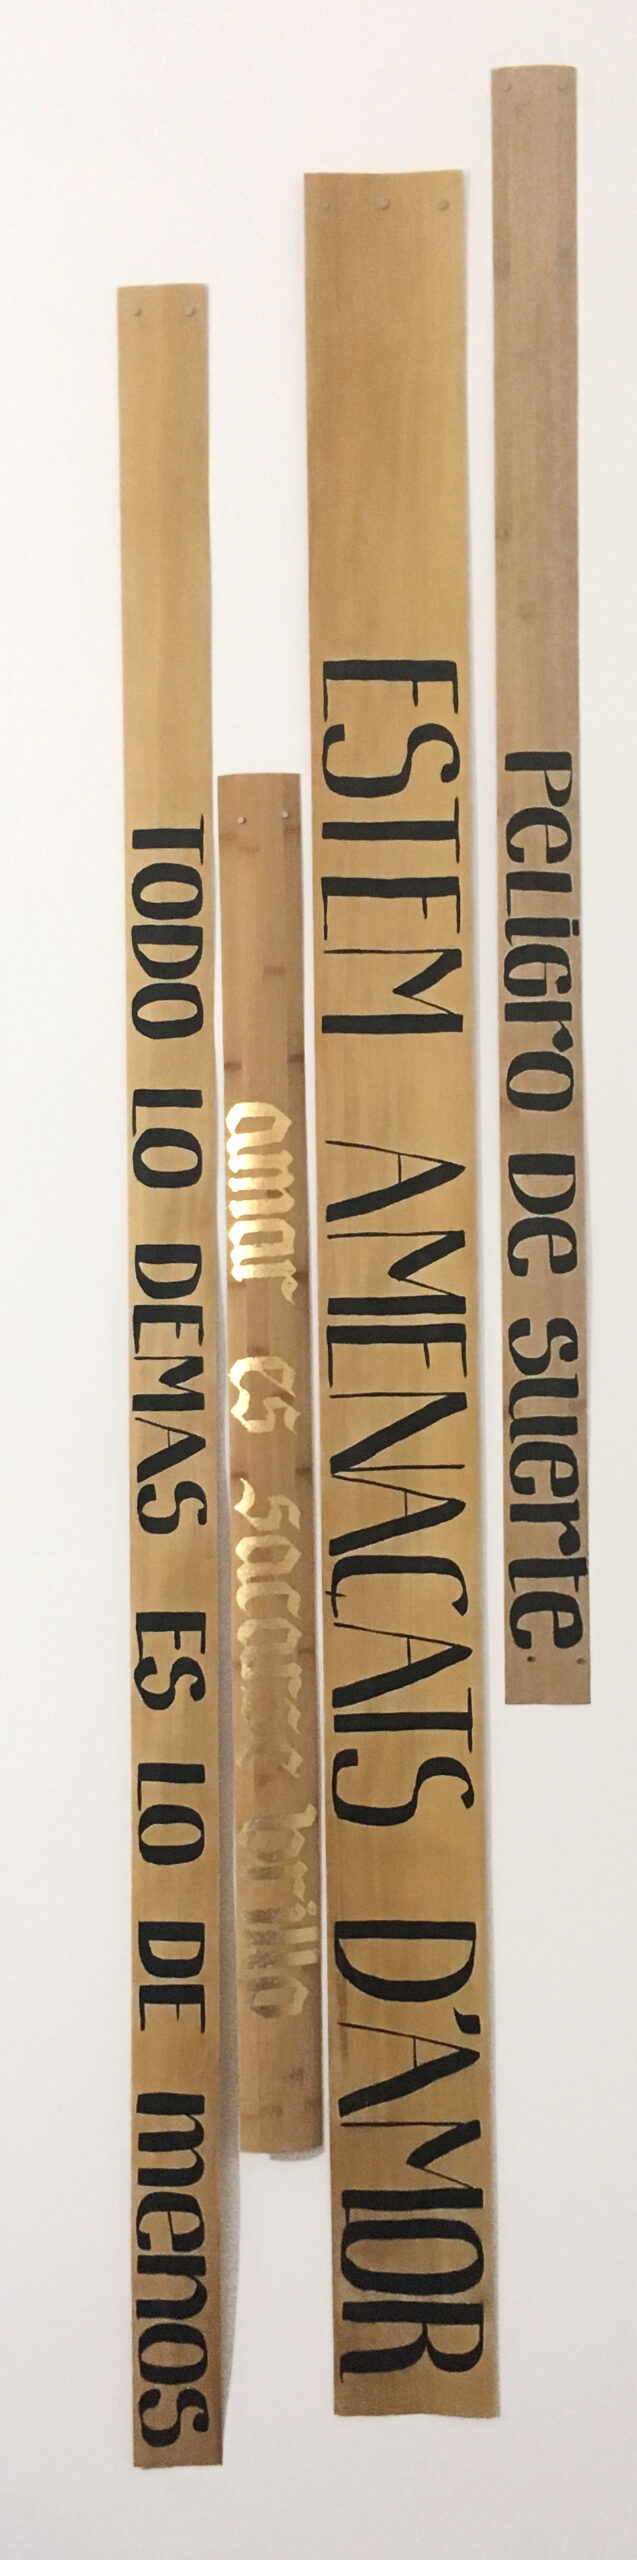 TODO LO DEMAS ES LO DE menos
amar es sacarse brillo
ESTEM AMENAÇATS D'AMOR
PeLiGrO De Suerte